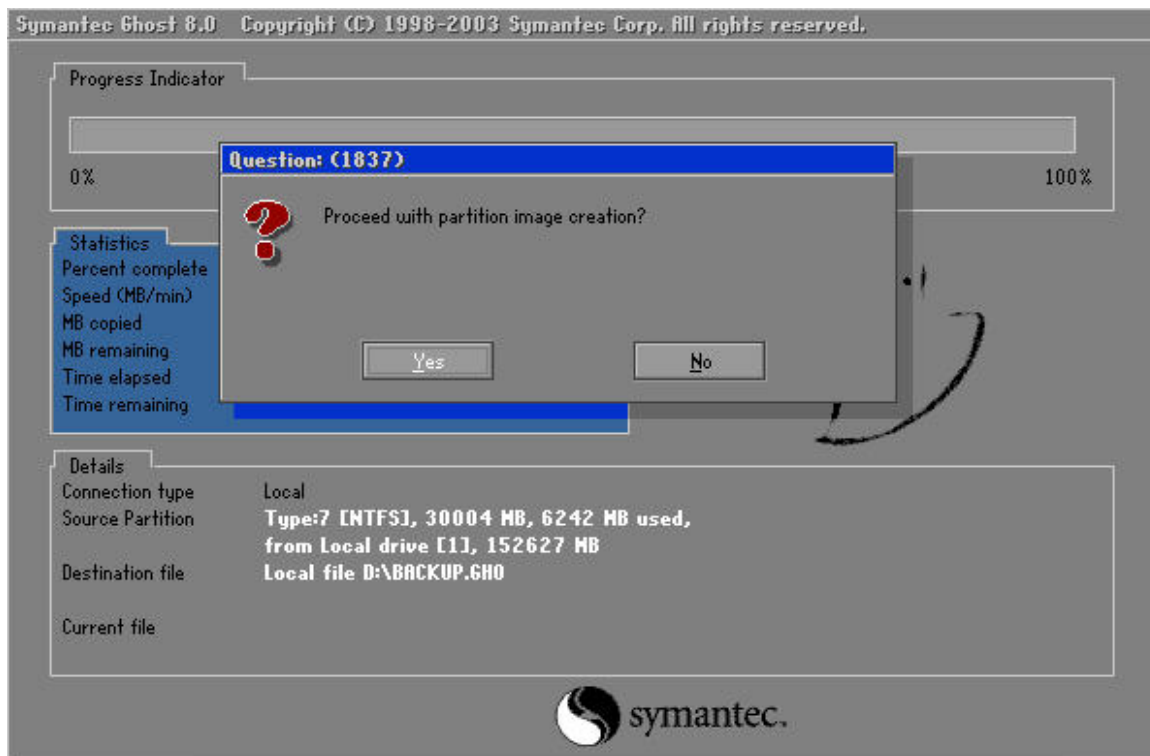 Symantec Ghost 8.0 Copyright (C) 1998-2003 Symantec Corp. All rights reserved.
Progress Indicator
0% 100%
Question: (1837)
Proceed with partition image creation?
Yes No
Statistics
Percent complete
Speed (MB/min)
MB copied
MB remaining
Time elapsed
Time remaining
Details
Connection type Local
Source Partition Type:7 [NTFS], 30004 MB, 6242 MB used,
from Local drive [1], 152627 MB
Destination file Local file D:\BACKUP.GHO
Current file
symantec.